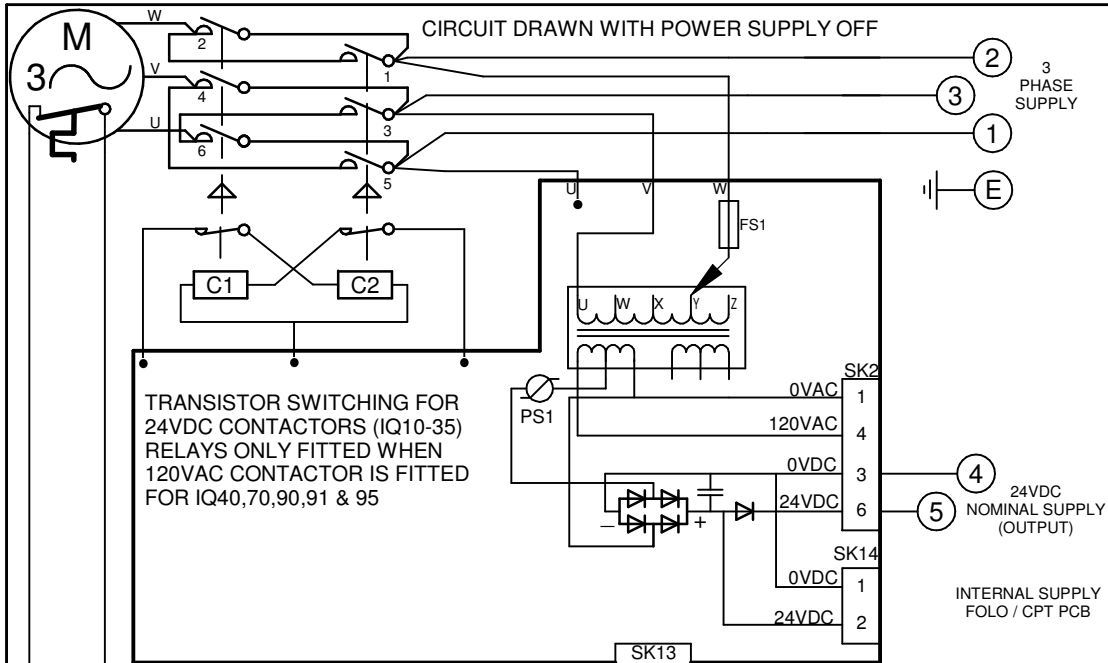 CIRCUIT DRAWN WITH POWER SUPPLY OFF
W
M
3
V
U
2
1
4
3
6
5
2
3
1
E
3
PHASE
SUPPLY
U
V
W
FS1
C1
C2
U
W
X
Y
Z
PS1
TRANSISTOR SWITCHING FOR
24VDC CONTACTORS (IQ10-35)
RELAYS ONLY FITTED WHEN
120VAC CONTACTOR IS FITTED
FOR IQ40,70,90,91 & 95
SK2
0VAC
1
120VAC
4
0VDC
3
24VDC
6
4
5
24VDC
NOMINAL SUPPLY
(OUTPUT)
– +
SK14
0VDC
1
24VDC
2
INTERNAL SUPPLY
FOLO / CPT PCB
SK13